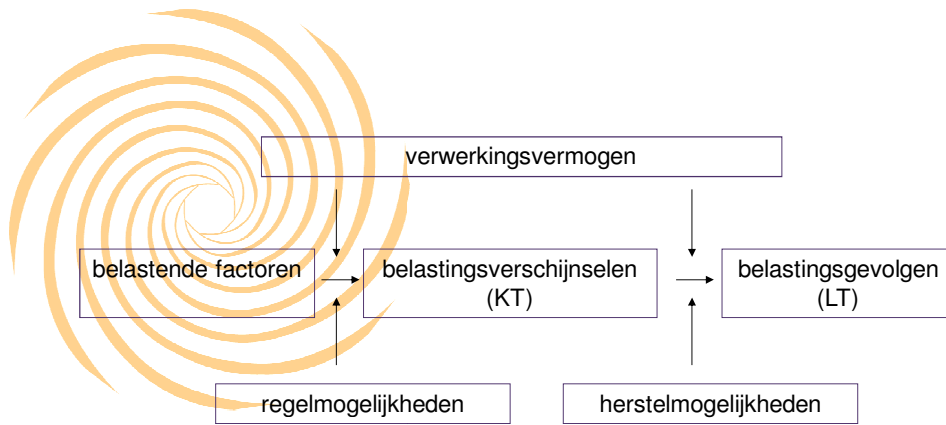 verwerkingsvermogen
belastende factoren
belastingsverschijnselen
(KT)
belastingsgevolgen
(LT)
regelmogelijkheden
herstelmogelijkheden